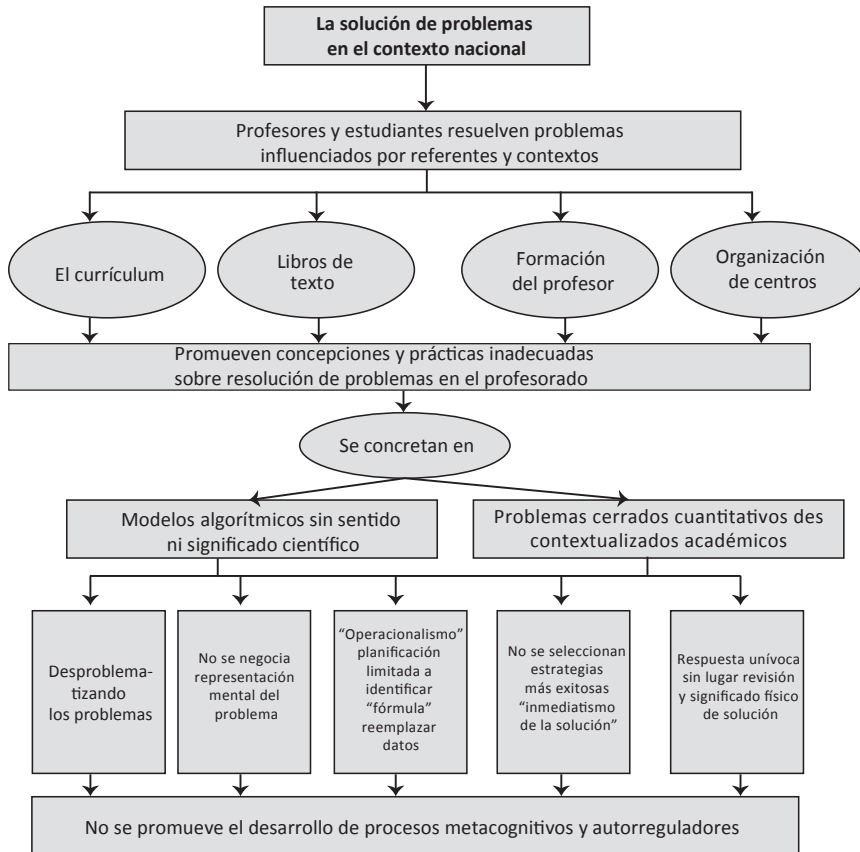 La solución de problemas
en el contexto nacional
Profesores y estudiantes resuelven problemas
influenciados por referentes y contextos
El currículum
Libros de
texto
Formación
del profesor
Organización
de centros
Promueven concepciones y prácticas inadecuadas
sobre resolución de problemas en el profesorado
Se concretan en
Modelos algorítmicos sin sentido
ni significado científico
Problemas cerrados cuantitativos des
contextualizados académicos
Desproblema-
tizando
los problemas
No se negocia
representación
mental del
problema
“Operacionalismo”
planificación
limitada a
identificar
“fórmula”
reemplazar
datos
No se seleccionan
estrategias
más exitosas
“inmediatismo
de la solución”
Respuesta unívoca
sin lugar revisión
y significado físico
de solución
No se promueve el desarrollo de procesos metacognitivos y autorreguladores